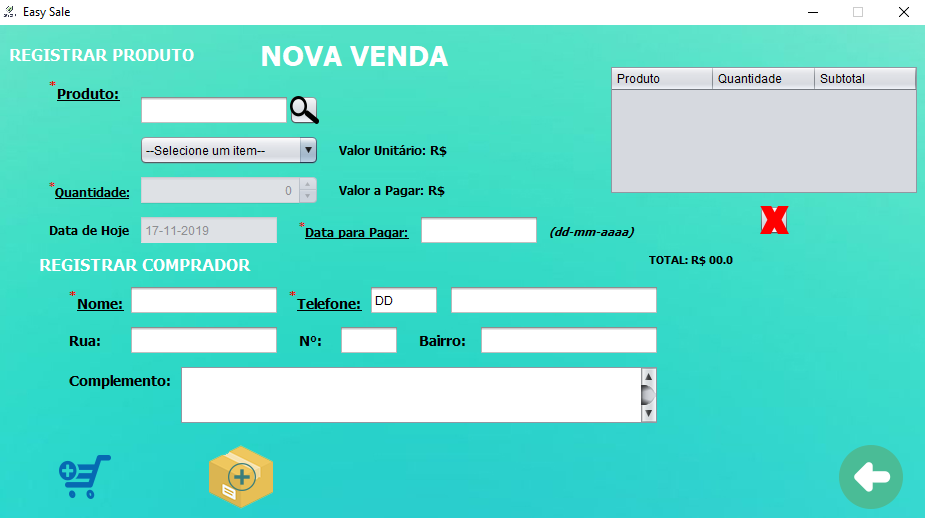 Easy Sale
REGISTRAR PRODUTO
NOVA VENDA
*Produto:
--Selecione um item--
Valor Unitário: R$
*Quantidade:
0
Valor a Pagar: R$
Data de Hoje
17-11-2019
*Data para Pagar:
(dd-mm-aaaa)
Produto Quantidade Subtotal
X
TOTAL: R$ 00.0
REGISTRAR COMPRADOR
*Nome:
*Telefone:
DD
Rua:
Nº:
Bairro:
Complemento: